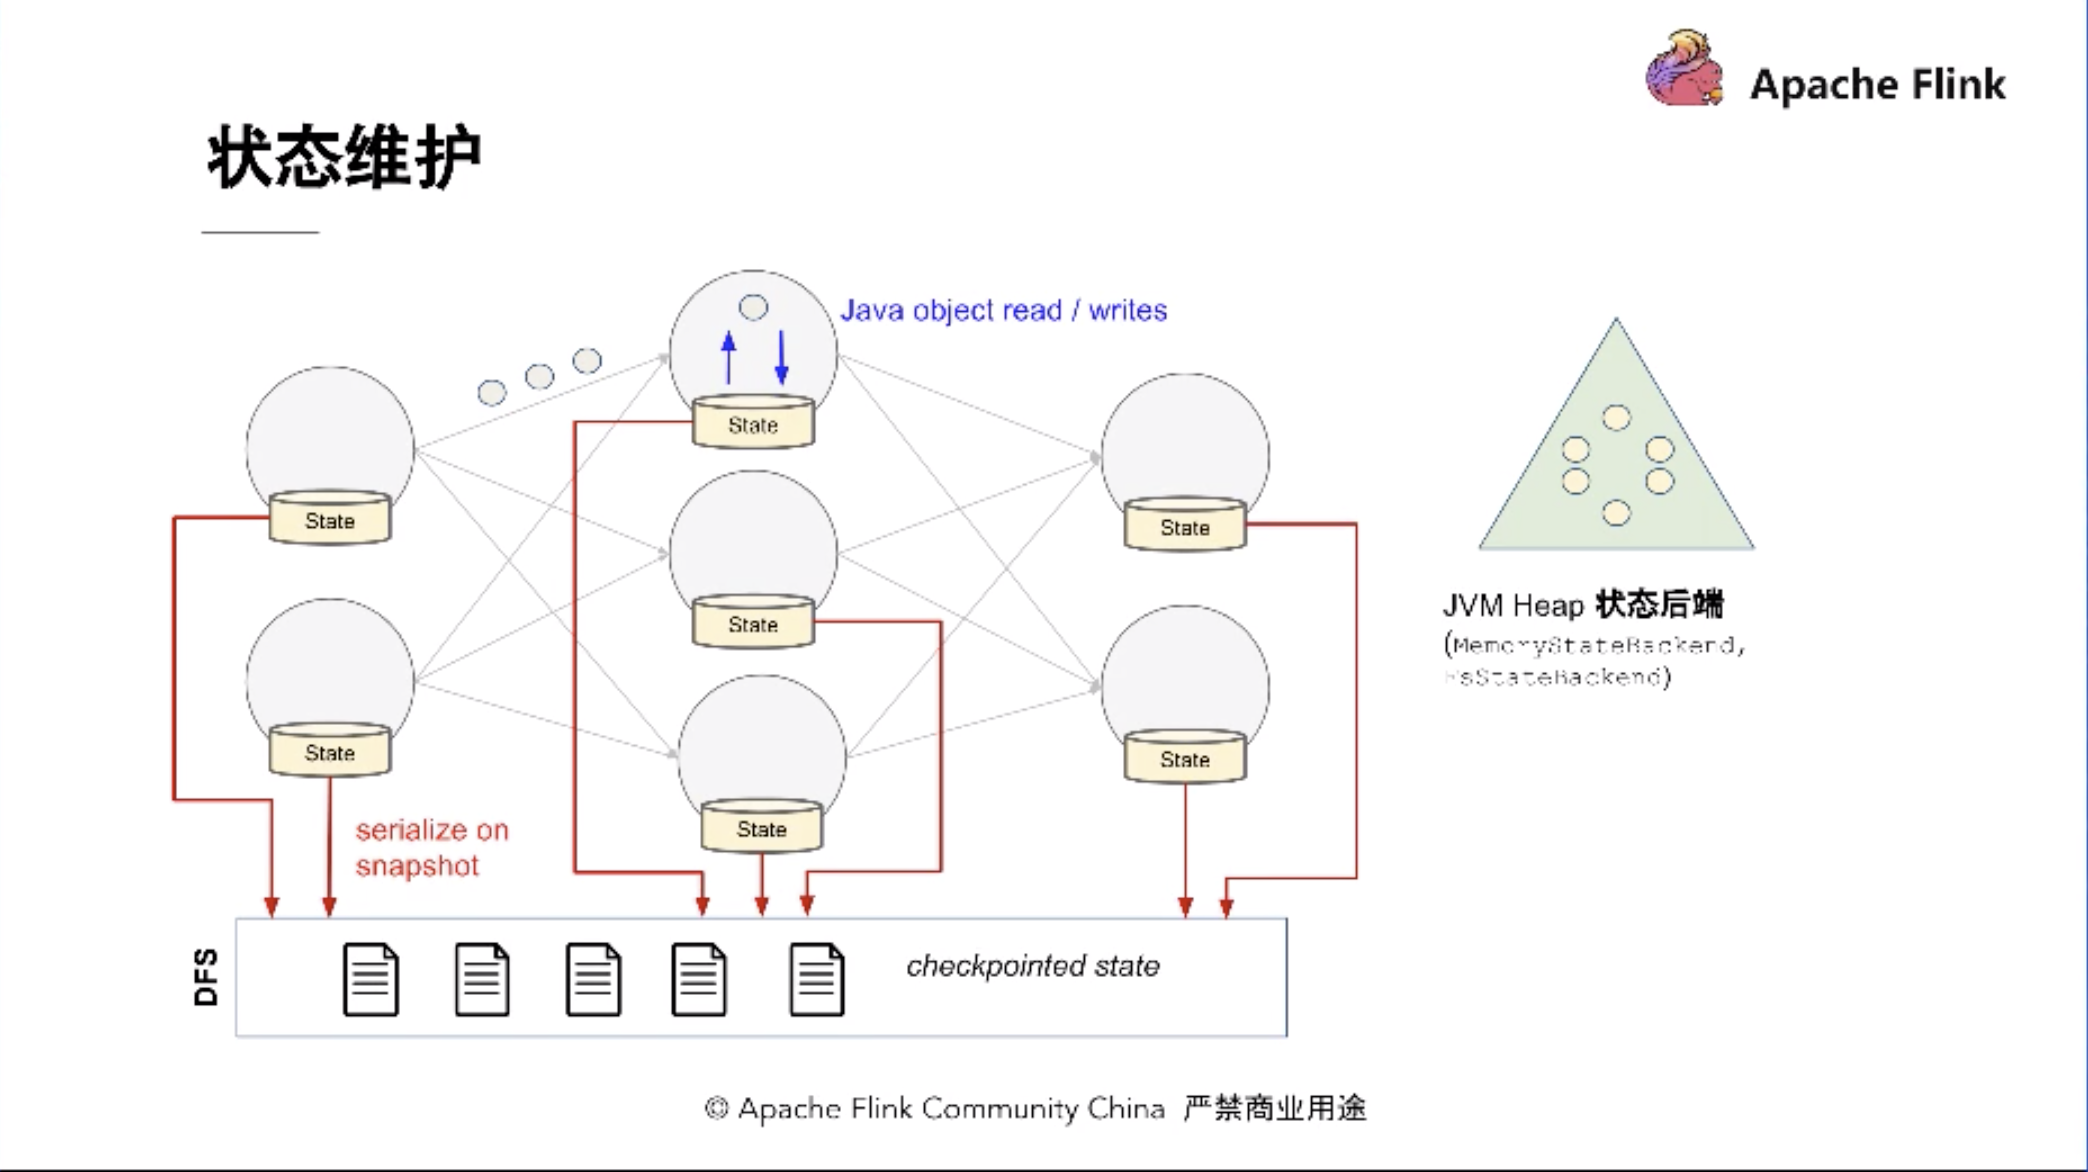 Apache Flink
状态维护
Java object read / writes
State
State
State
State
State
State
State
JVM Heap 状态后端
(MemoryStateBackend,
FsStateBackend)
serialize on
snapshot
DFS
checkpointed state
© Apache Flink Community China 严禁商业用途